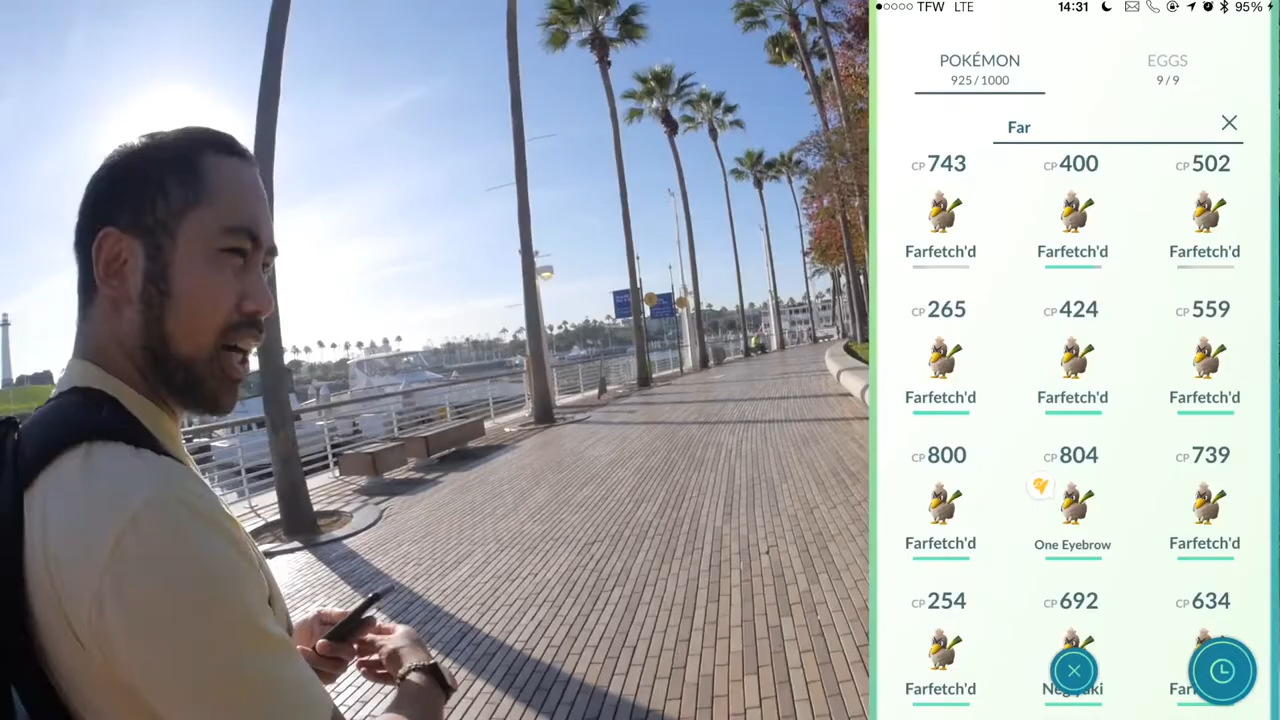 TFW LTE 14:31 95%
POKÉMON EGGS
925 / 1000 9 / 9
Far
CP 743 CP 400 CP 502
Farfetch'd Farfetch'd Farfetch'd
CP 265 CP 424 CP 559
Farfetch'd Farfetch'd Farfetch'd
CP 800 CP 804 CP 739
Farfetch'd One Eyebrow Farfetch'd
CP 254 CP 692 CP 634
Farfetch'd